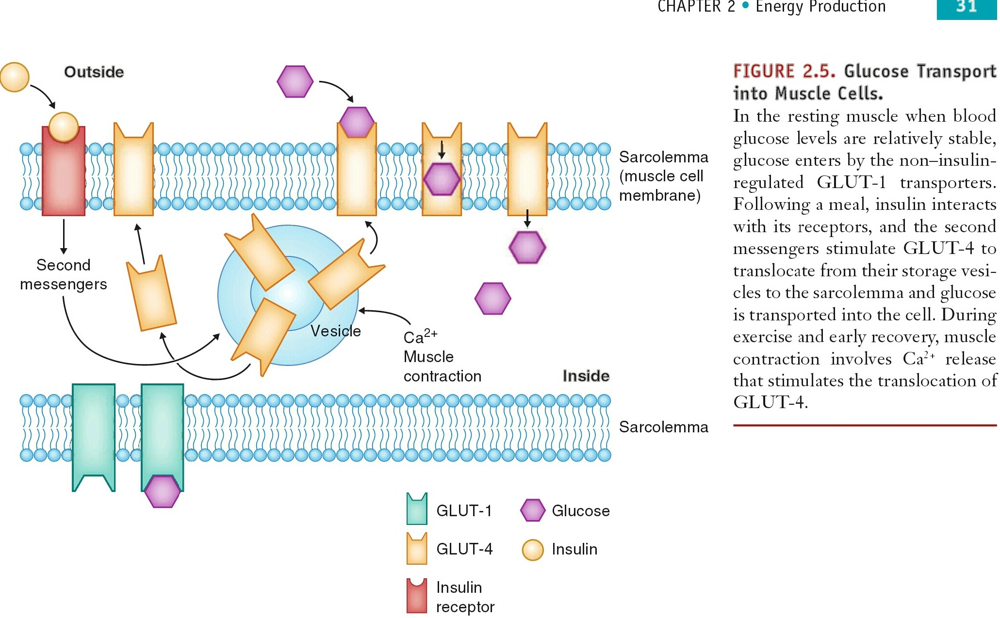 CHAPTER 2 • Energy Production 31
Outside
Sarcolemma
(muscle cell
membrane)
Second
messengers
Vesicle
Ca²⁺
Muscle
contraction
Inside
Sarcolemma
GLUT-1
Glucose
GLUT-4
Insulin
Insulin
receptor
FIGURE 2.5. Glucose Transport
into Muscle Cells.
In the resting muscle when blood
glucose levels are relatively stable,
glucose enters by the non–insulin-
regulated GLUT-1 transporters.
Following a meal, insulin interacts
with its receptors, and the second
messengers stimulate GLUT-4 to
translocate from their storage vesi-
cles to the sarcolemma and glucose
is transported into the cell. During
exercise and early recovery, muscle
contraction involves Ca²⁺ release
that stimulates the translocation of
GLUT-4.